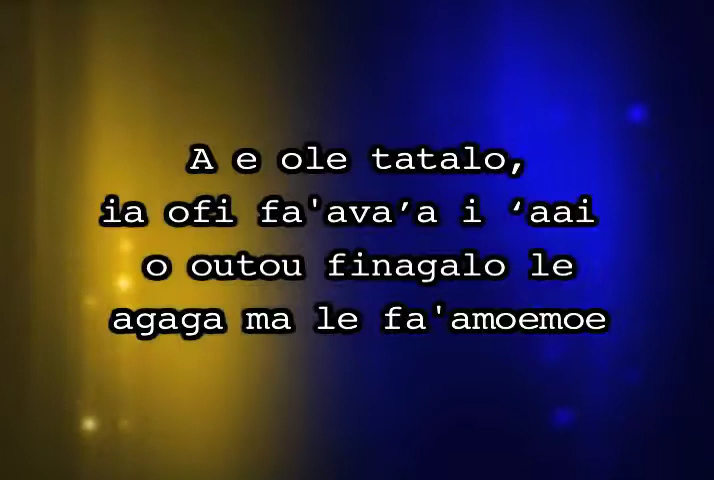 A e ole tatalo,
ia ofi fa'ava’a i ‘aai
o outou finagalo le
agaga ma le fa'amoemoe